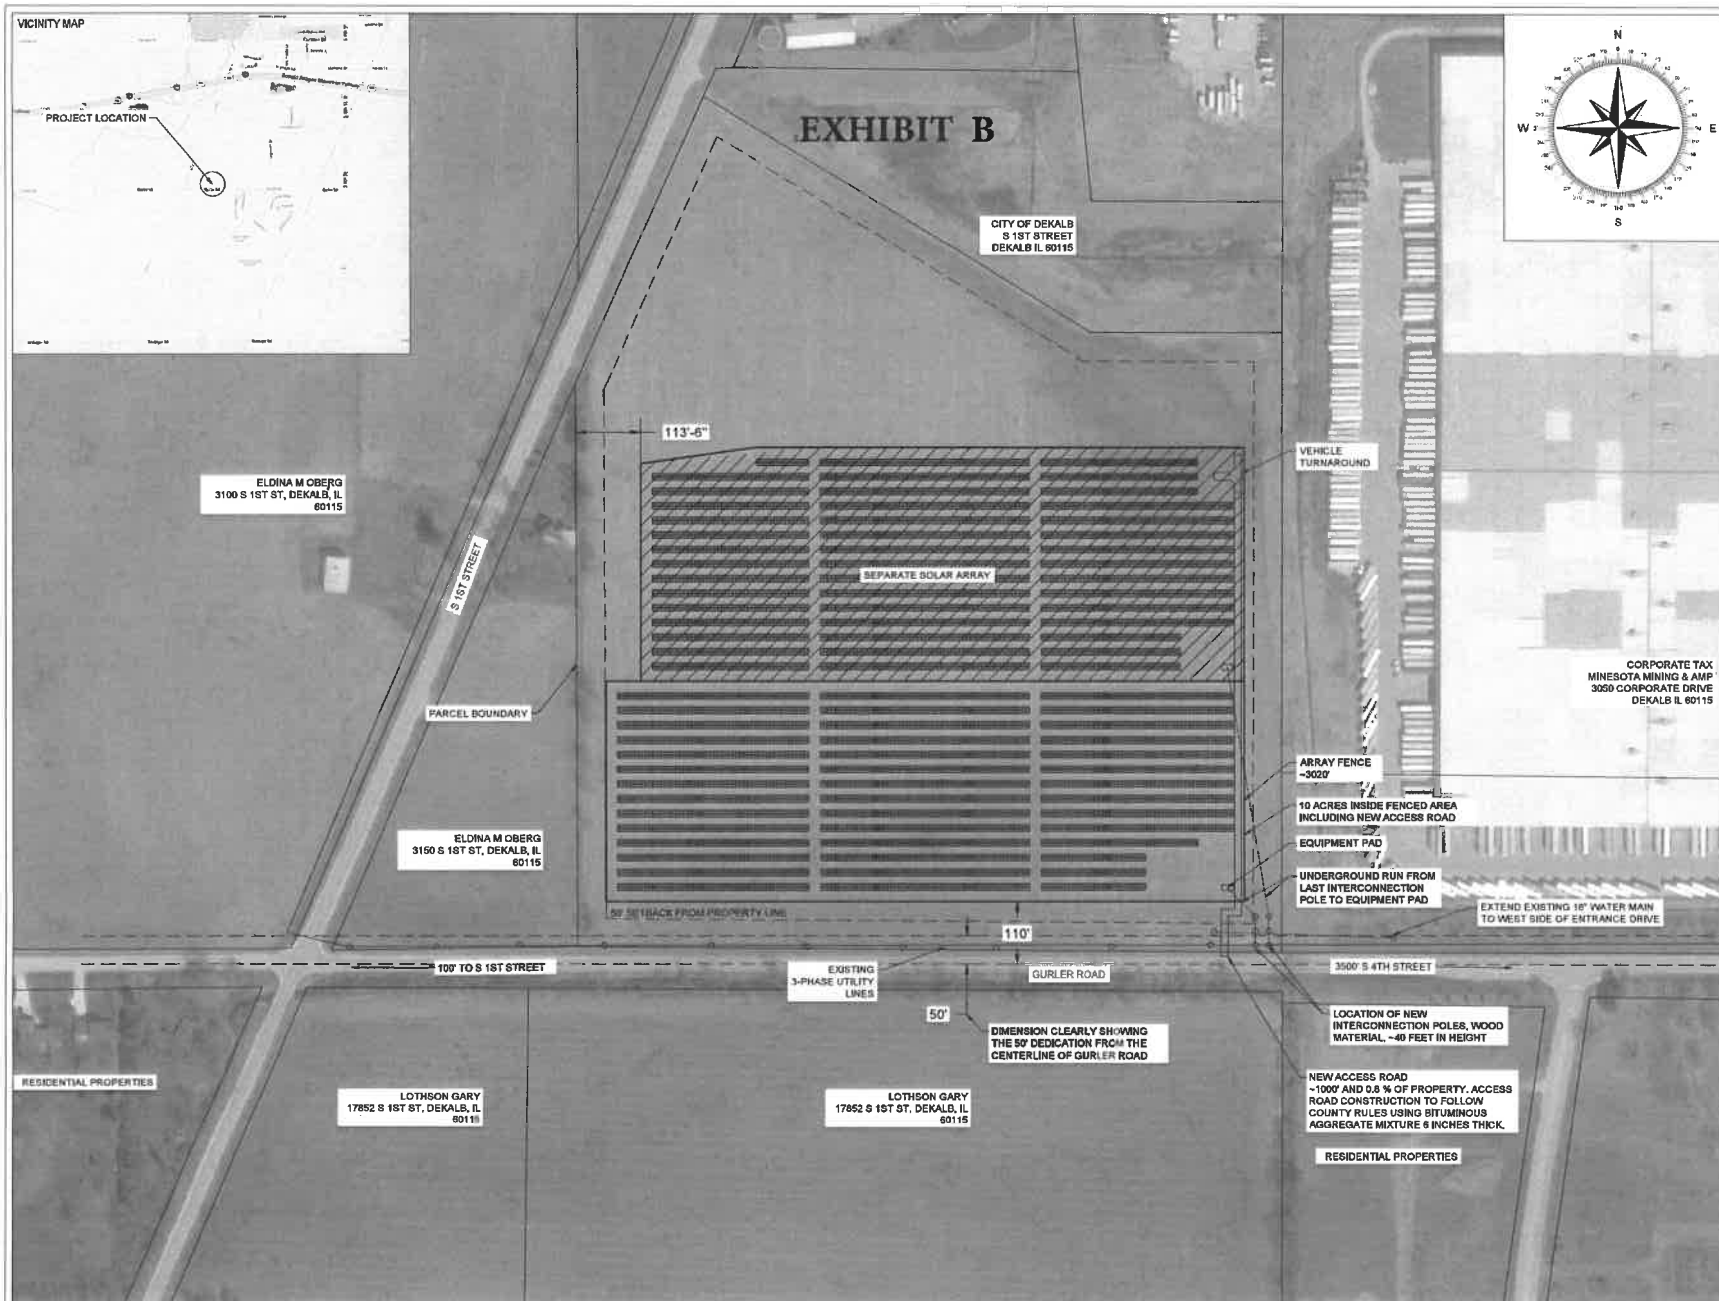 VICINITY MAP
PROJECT LOCATION
EXHIBIT B
N
W
E
S
CITY OF DEKALB
S 1ST STREET
DEKALB IL 60115
113'-6"
VEHICLE
TURNAROUND
ELDINA M OBERG
3100 S 1ST ST, DEKALB, IL
60115
S 1ST STREET
SEPARATE SOLAR ARRAY
CORPORATE TAX
MINESOTA MINING & AMP
3050 CORPORATE DRIVE
DEKALB IL 60115
PARCEL BOUNDARY
ARRAY FENCE
~3020'
10 ACRES INSIDE FENCED AREA
INCLUDING NEW ACCESS ROAD
ELDINA M OBERG
3150 S 1ST ST, DEKALB, IL
60115
EQUIPMENT PAD
UNDERGROUND RUN FROM
LAST INTERCONNECTION
POLE TO EQUIPMENT PAD
50' SETBACK FROM PROPERTY LINE
EXTEND EXISTING 16" WATER MAIN
TO WEST SIDE OF ENTRANCE DRIVE
110'
100' TO S 1ST STREET
EXISTING
3-PHASE UTILITY
LINES
GURLER ROAD
3500' S 4TH STREET
50'
DIMENSION CLEARLY SHOWING
THE 50' DEDICATION FROM THE
CENTERLINE OF GURLER ROAD
LOCATION OF NEW
INTERCONNECTION POLES, WOOD
MATERIAL, ~40 FEET IN HEIGHT
RESIDENTIAL PROPERTIES
LOTHSON GARY
17852 S 1ST ST, DEKALB, IL
60115
LOTHSON GARY
17852 S 1ST ST, DEKALB, IL
60115
NEW ACCESS ROAD
~1000' AND 0.8 % OF PROPERTY. ACCESS
ROAD CONSTRUCTION TO FOLLOW
COUNTY RULES USING BITUMINOUS
AGGREGATE MIXTURE 6 INCHES THICK.
RESIDENTIAL PROPERTIES